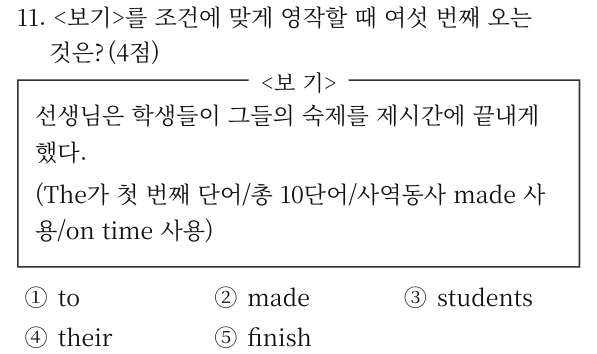 11. <보기>를 조건에 맞게 영작할 때 여섯 번째 오는
것은? (4점)
<보 기>
선생님은 학생들이 그들의 숙제를 제시간에 끝내게
했다.
(The가 첫 번째 단어/총 10단어/사역동사 made 사
용/on time 사용)
① to ② made ③ students
④ their ⑤ finish